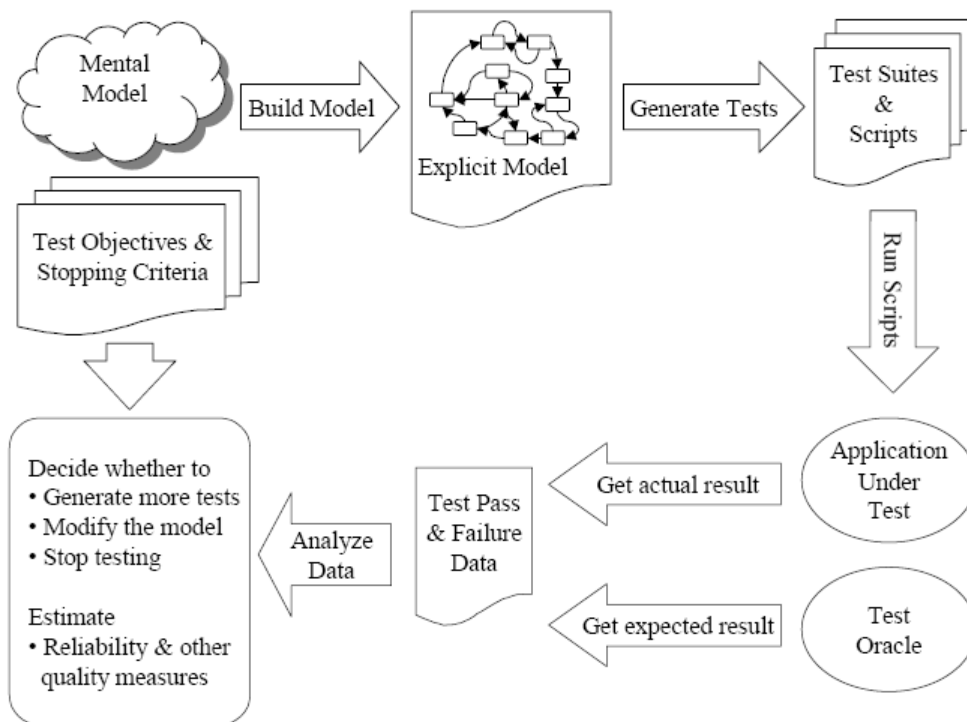 Mental
Model
Build Model
Explicit Model
Generate Tests
Test Suites
&
Scripts
Test Objectives &
Stopping Criteria
Run Scripts
Decide whether to
• Generate more tests
• Modify the model
• Stop testing
Estimate
• Reliability & other
quality measures
Analyze
Data
Test Pass
& Failure
Data
Get actual result
Application
Under
Test
Get expected result
Test
Oracle